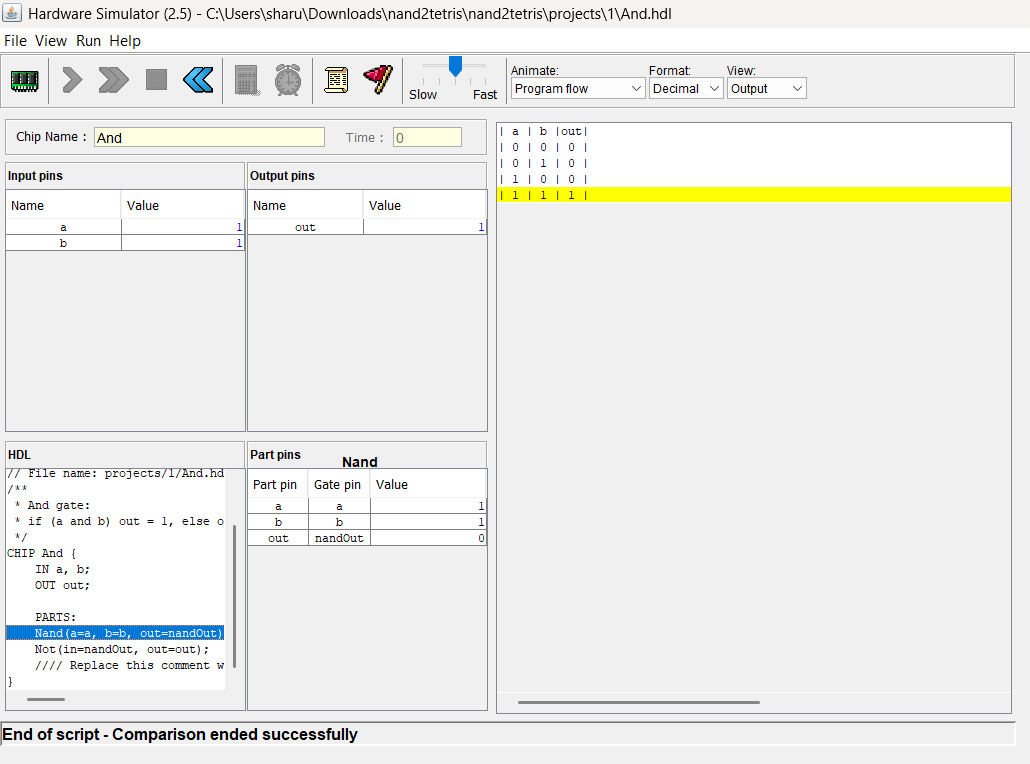 Hardware Simulator (2.5) - C:\Users\sharu\Downloads\nand2tetris\nand2tetris\projects\1\And.hdl
File View Run Help
Slow Fast
Animate: Format: View:
Program flow Decimal Output
Chip Name : And Time : 0
Input pins
Name Value
a 1
b 1
Output pins
Name Value
out 1
HDL
// File name: projects/1/And.hd
/**
* And gate:
* if (a and b) out = 1, else o
*/
CHIP And {
IN a, b;
OUT out;
PARTS:
Nand(a=a, b=b, out=nandOut)
Not(in=nandOut, out=out);
//// Replace this comment w
}
Part pins Nand
Part pin Gate pin Value
a a 1
b b 1
out nandOut 0
| a | b |out|
| 0 | 0 | 0 |
| 0 | 1 | 0 |
| 1 | 0 | 0 |
| 1 | 1 | 1 |
End of script - Comparison ended successfully